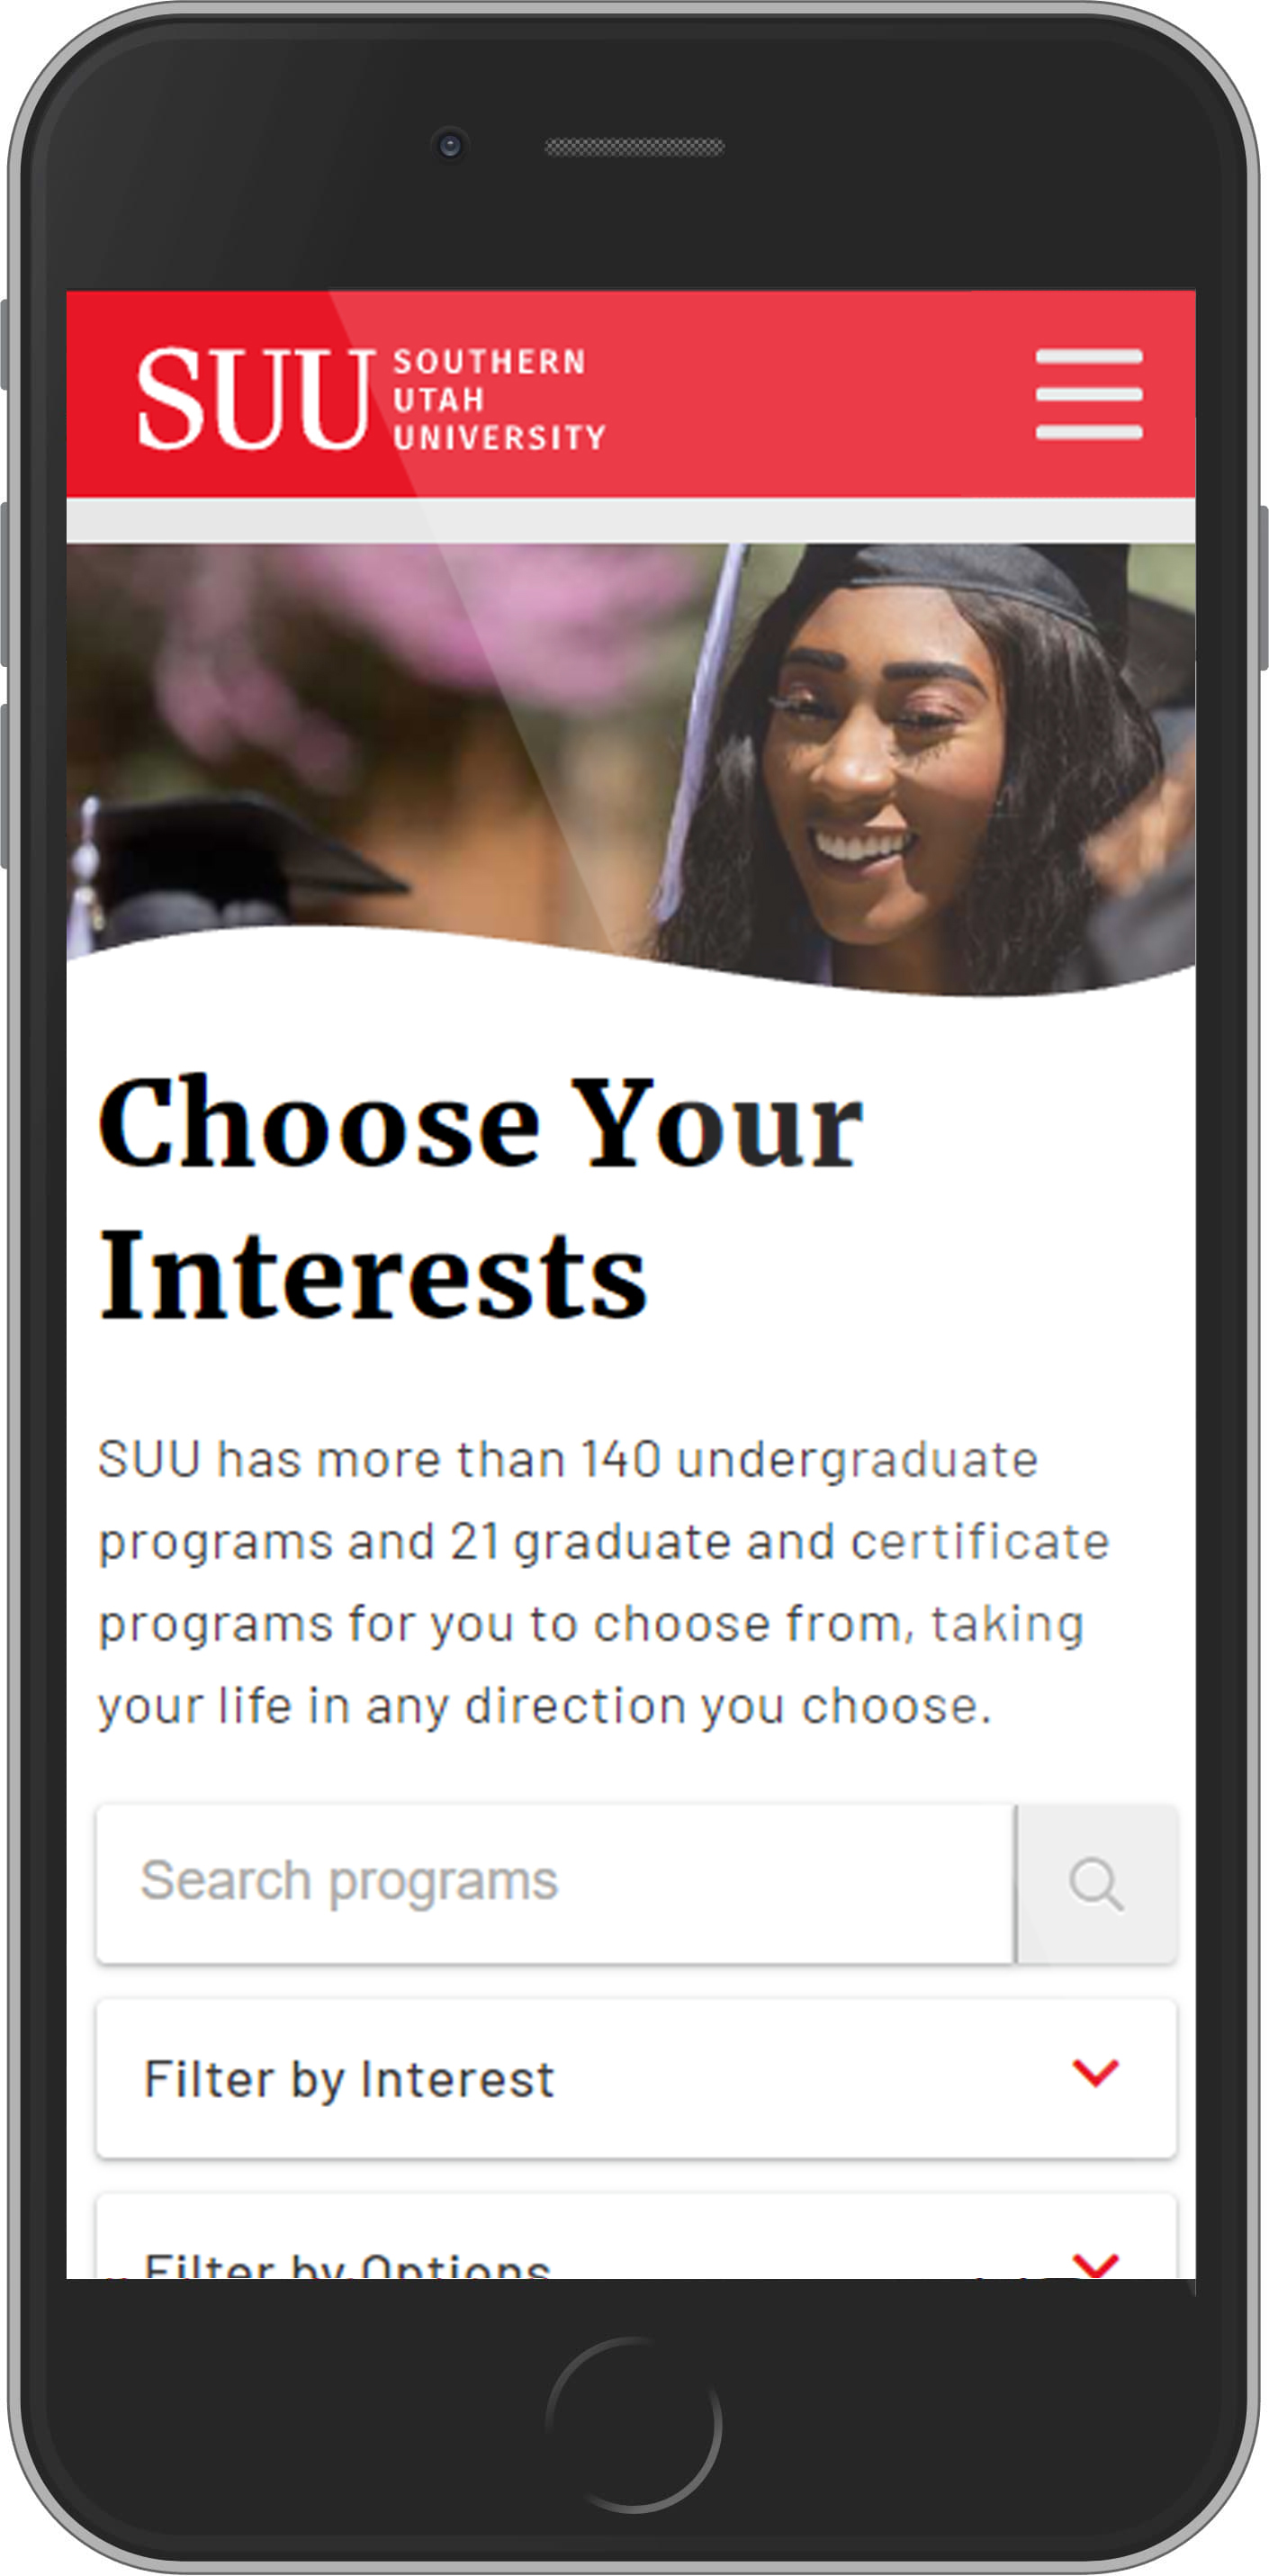 SUU SOUTHERN
UTAH
UNIVERSITY
Choose Your
Interests
SUU has more than 140 undergraduate
programs and 21 graduate and certificate
programs for you to choose from, taking
your life in any direction you choose.
Search programs
Filter by Interest
Filter by Options